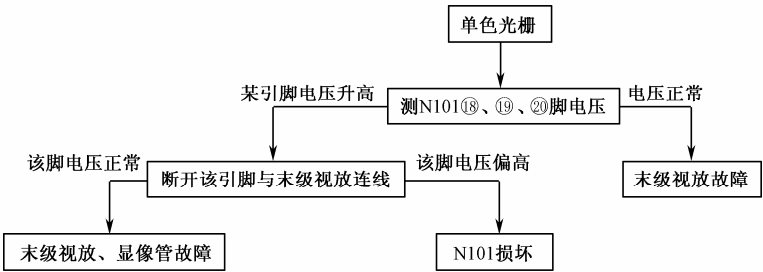 单色光栅
某引脚电压升高
测N101⑱、⑲、⑳脚电压
电压正常
该脚电压正常
断开该引脚与末级视放连线
该脚电压偏高
末级视放故障
末级视放、显像管故障
N101损坏